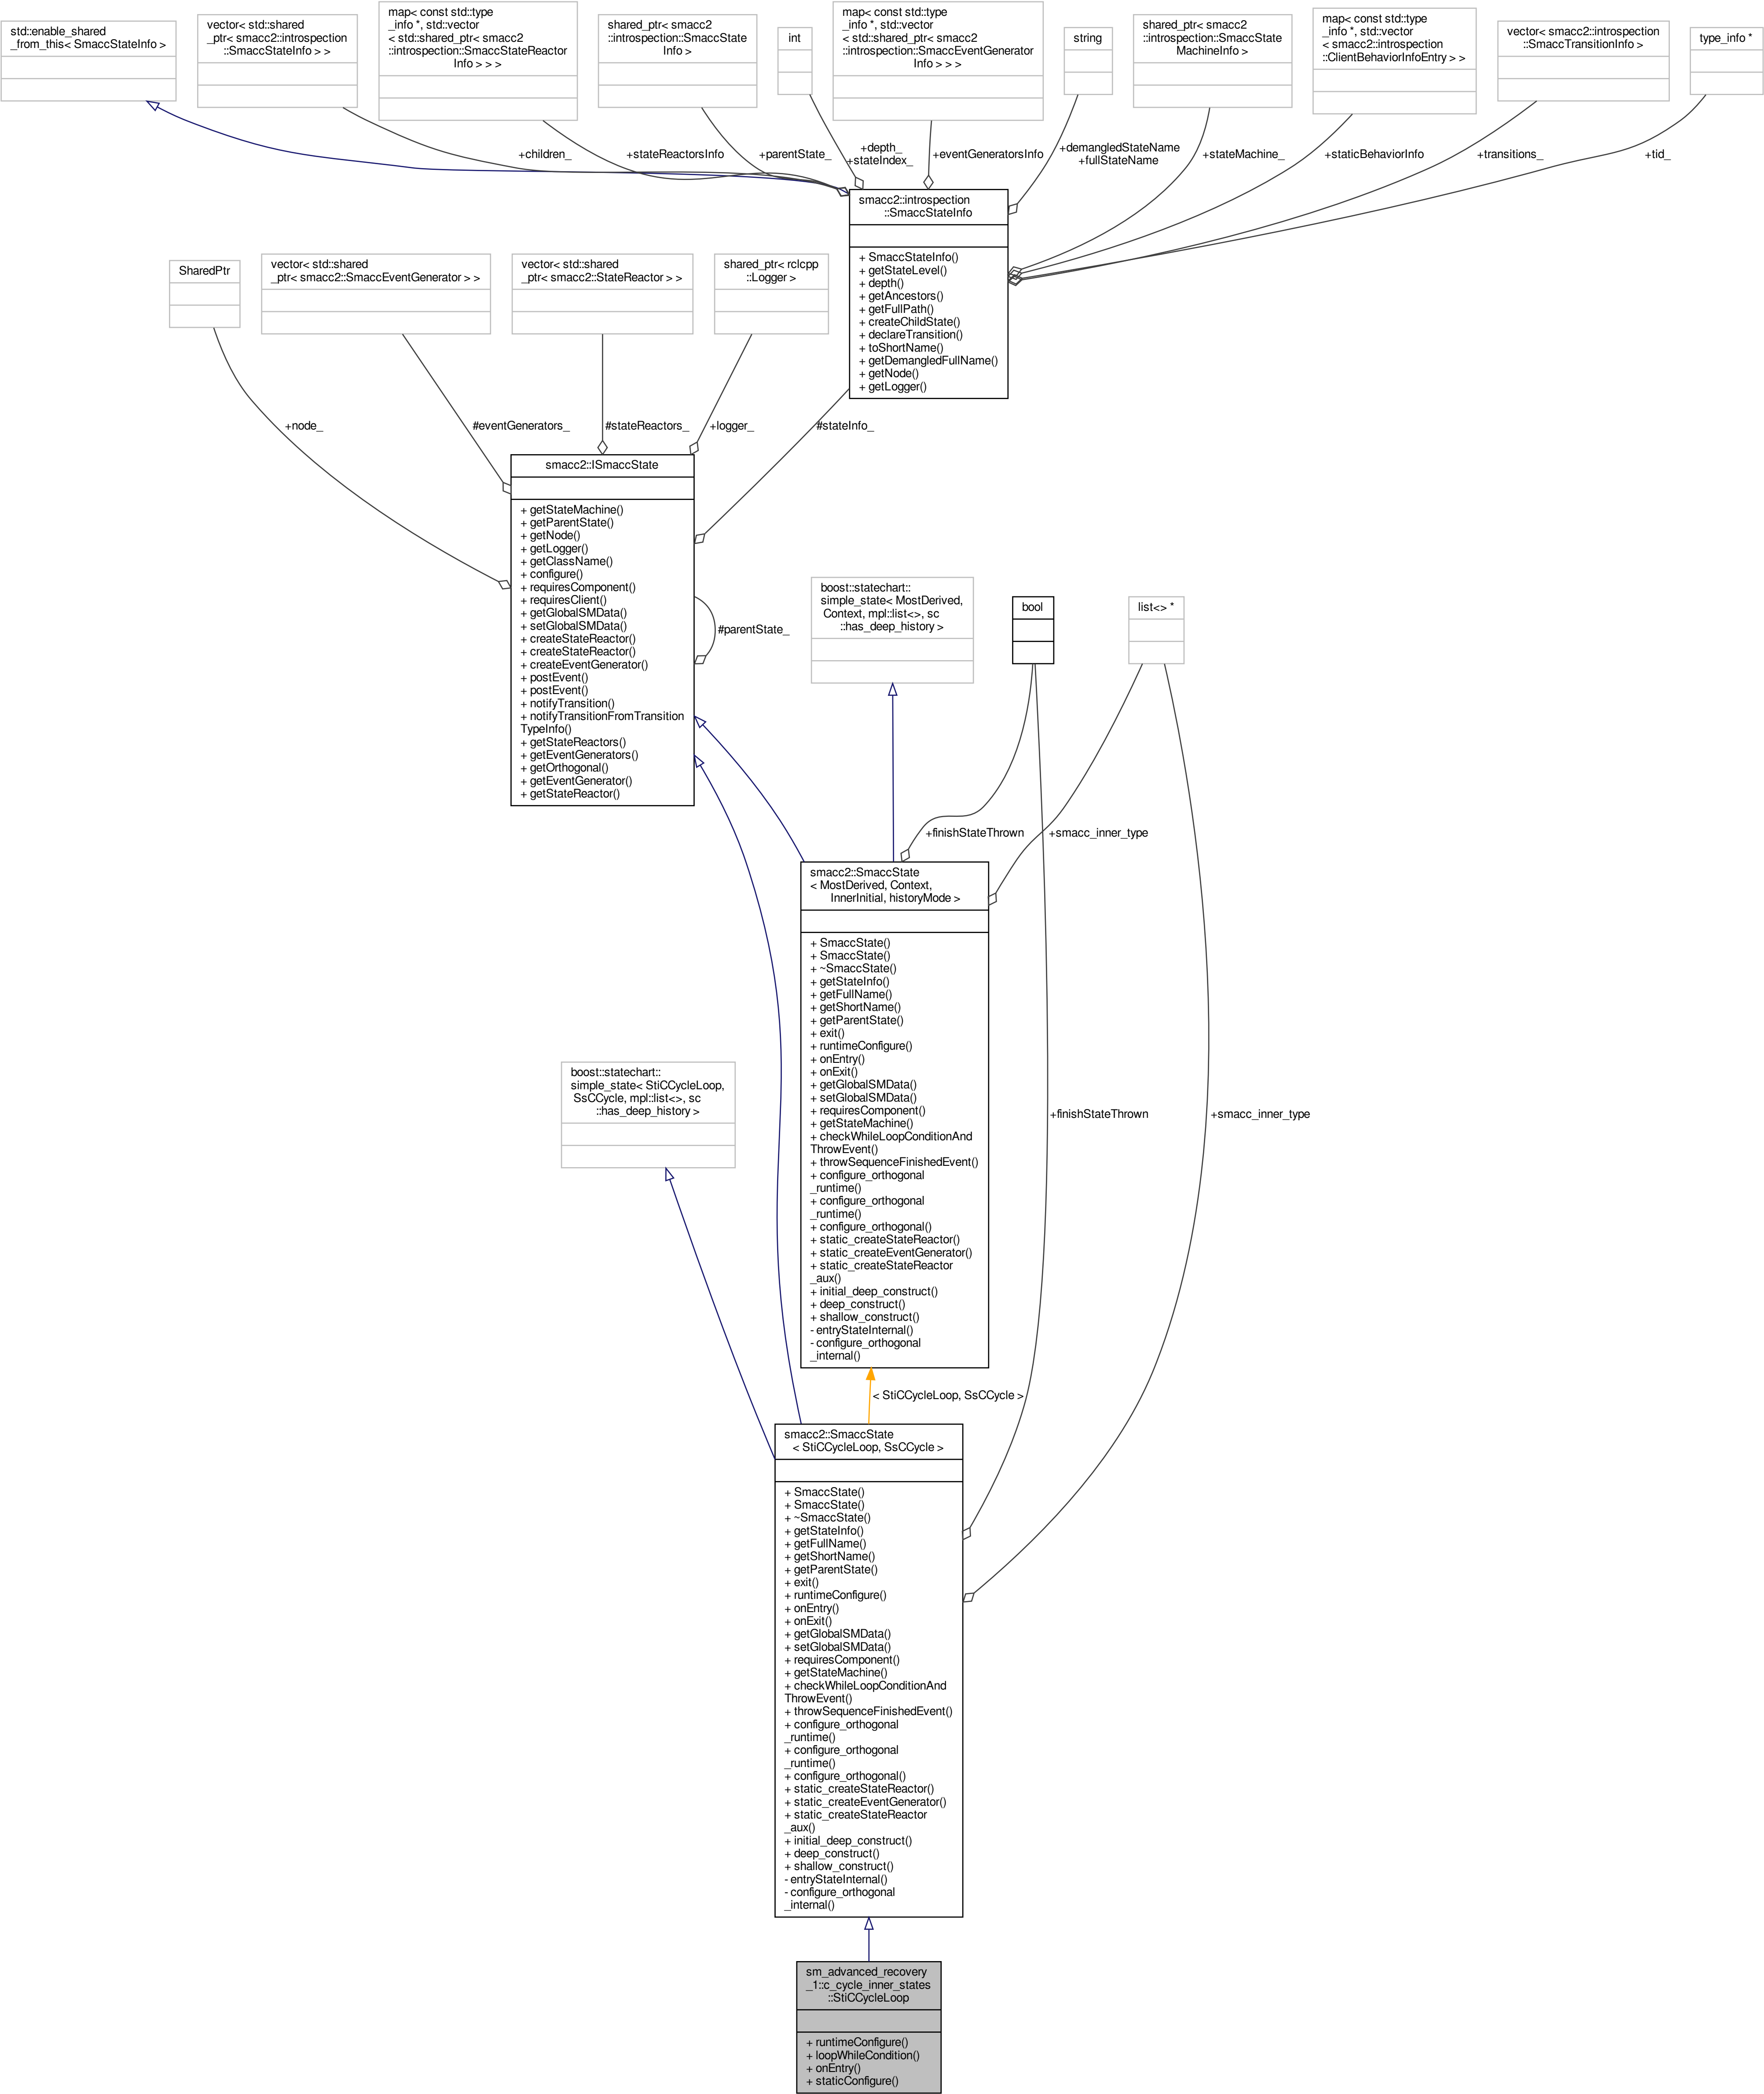 std::enable_shared
_from_this< SmaccStateInfo >
vector< std::shared
_ptr< smacc2::introspection
::SmaccStateInfo > >
map< const std::type
_info *, std::vector
< std::shared_ptr< smacc2
::introspection::SmaccStateReactor
Info > > >
shared_ptr< smacc2
::introspection::SmaccState
Info >
int
map< const std::type
_info *, std::vector
< std::shared_ptr< smacc2
::introspection::SmaccEventGenerator
Info > > >
string
shared_ptr< smacc2
::introspection::SmaccState
MachineInfo >
map< const std::type
_info *, std::vector
< smacc2::introspection
::ClientBehaviorInfoEntry > >
vector< smacc2::introspection
::SmaccTransitionInfo >
type_info *
+children_
+stateReactorsInfo
+parentState_
+depth_
+stateIndex_
+eventGeneratorsInfo
+demangledStateName
+fullStateName
+stateMachine_
+staticBehaviorInfo
+transitions_
+tid_
smacc2::introspection
::SmaccStateInfo
+ SmaccStateInfo()
+ getStateLevel()
+ depth()
+ getAncestors()
+ getFullPath()
+ createChildState()
+ declareTransition()
+ toShortName()
+ getDemangledFullName()
+ getNode()
+ getLogger()
SharedPtr
vector< std::shared
_ptr< smacc2::SmaccEventGenerator > >
vector< std::shared
_ptr< smacc2::StateReactor > >
shared_ptr< rclcpp
::Logger >
+node_
#eventGenerators_
#stateReactors_
+logger_
#stateInfo_
smacc2::ISmaccState
+ getStateMachine()
+ getParentState()
+ getNode()
+ getLogger()
+ getClassName()
+ configure()
+ requiresComponent()
+ requiresClient()
+ getGlobalSMData()
+ setGlobalSMData()
+ createStateReactor()
+ createStateReactor()
+ createEventGenerator()
+ postEvent()
+ postEvent()
+ notifyTransition()
+ notifyTransitionFromTransition
TypeInfo()
+ getStateReactors()
+ getEventGenerators()
+ getOrthogonal()
+ getEventGenerator()
+ getStateReactor()
#parentState_
boost::statechart::
simple_state< MostDerived,
Context, mpl::list<>, sc
::has_deep_history >
bool
list<> *
+finishStateThrown
+smacc_inner_type
smacc2::SmaccState
< MostDerived, Context,
InnerInitial, historyMode >
+ SmaccState()
+ SmaccState()
+ ~SmaccState()
+ getStateInfo()
+ getFullName()
+ getShortName()
+ getParentState()
+ exit()
+ runtimeConfigure()
+ onEntry()
+ onExit()
+ getGlobalSMData()
+ setGlobalSMData()
+ requiresComponent()
+ getStateMachine()
+ checkWhileLoopConditionAnd
ThrowEvent()
+ throwSequenceFinishedEvent()
+ configure_orthogonal
_runtime()
+ configure_orthogonal
_runtime()
+ configure_orthogonal()
+ static_createStateReactor()
+ static_createEventGenerator()
+ static_createStateReactor
_aux()
+ initial_deep_construct()
+ deep_construct()
+ shallow_construct()
- entryStateInternal()
- configure_orthogonal
_internal()
boost::statechart::
simple_state< StiCCycleLoop,
SsCCycle, mpl::list<>, sc
::has_deep_history >
+finishStateThrown
+smacc_inner_type
< StiCCycleLoop, SsCCycle >
smacc2::SmaccState
< StiCCycleLoop, SsCCycle >
+ SmaccState()
+ SmaccState()
+ ~SmaccState()
+ getStateInfo()
+ getFullName()
+ getShortName()
+ getParentState()
+ exit()
+ runtimeConfigure()
+ onEntry()
+ onExit()
+ getGlobalSMData()
+ setGlobalSMData()
+ requiresComponent()
+ getStateMachine()
+ checkWhileLoopConditionAnd
ThrowEvent()
+ throwSequenceFinishedEvent()
+ configure_orthogonal
_runtime()
+ configure_orthogonal
_runtime()
+ configure_orthogonal()
+ static_createStateReactor()
+ static_createEventGenerator()
+ static_createStateReactor
_aux()
+ initial_deep_construct()
+ deep_construct()
+ shallow_construct()
- entryStateInternal()
- configure_orthogonal
_internal()
sm_advanced_recovery
_1::c_cycle_inner_states
::StiCCycleLoop
+ runtimeConfigure()
+ loopWhileCondition()
+ onEntry()
+ staticConfigure()